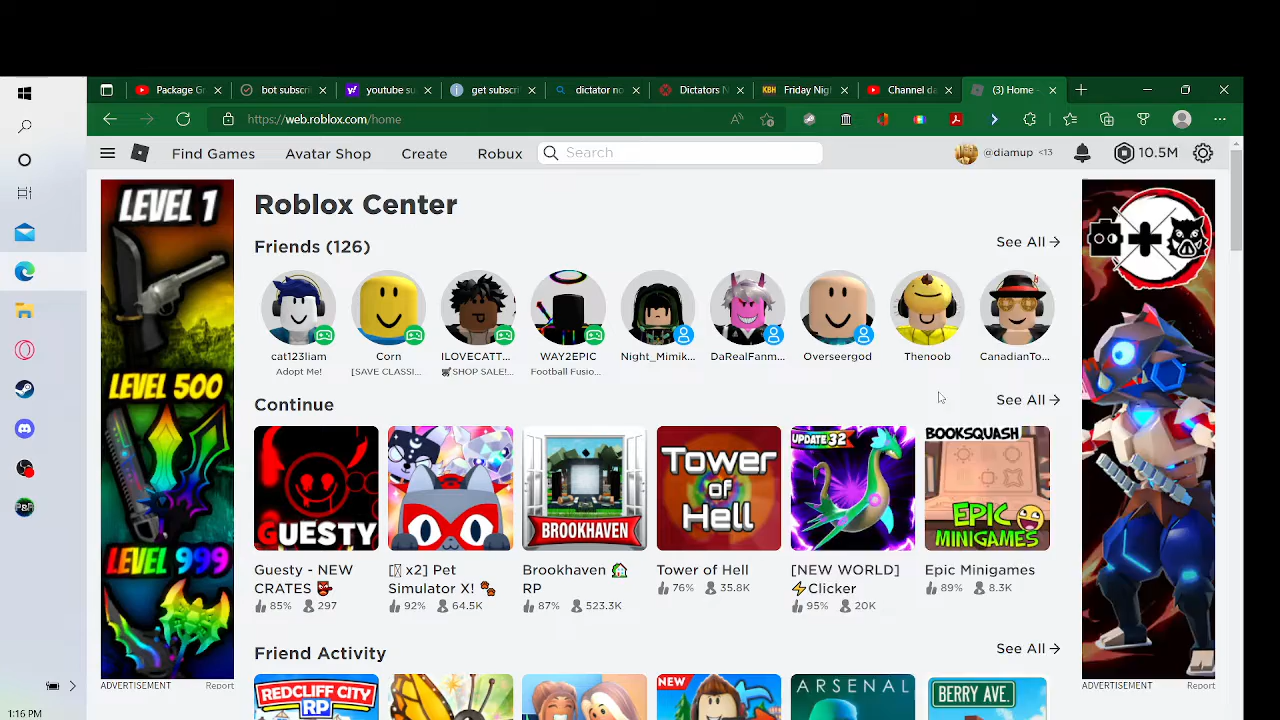 Package Gr
bot subscri
youtube su
get subscri
dictator no
Dictators N
Friday Nigh
Channel da
(3) Home -
https://web.roblox.com/home
Find Games
Avatar Shop
Create
Robux
Search
@diamup <13
10.5M
LEVEL 1
LEVEL 500
LEVEL 999
ADVERTISEMENT Report
Roblox Center
Friends (126)
See All →
cat123liam
Adopt Me!
Corn
[SAVE CLASSI...
ILOVECATT...
SHOP SALE!...
WAY2EPIC
Football Fusio...
Night_Mimik...
DaRealFanm...
Overseergod
Thenoob
CanadianTo...
Continue
See All →
GUESTY
BROOKHAVEN
Tower
of
Hell
UPDATE 32
BOOKSQUASH
EPIC
MINIGAMES
Guesty - NEW
CRATES 👺
85% 297
x2] Pet
Simulator X! 🐾
92% 64.5K
Brookhaven 🏡
RP
87% 523.3K
Tower of Hell
76% 35.8K
[NEW WORLD]
⚡Clicker
95% 20K
Epic Minigames
89% 8.3K
Friend Activity
See All →
REDCLIFF CITY
RP
NEW
ARSENAL
BERRY AVE.
ADVERTISEMENT Report
1:16 PM